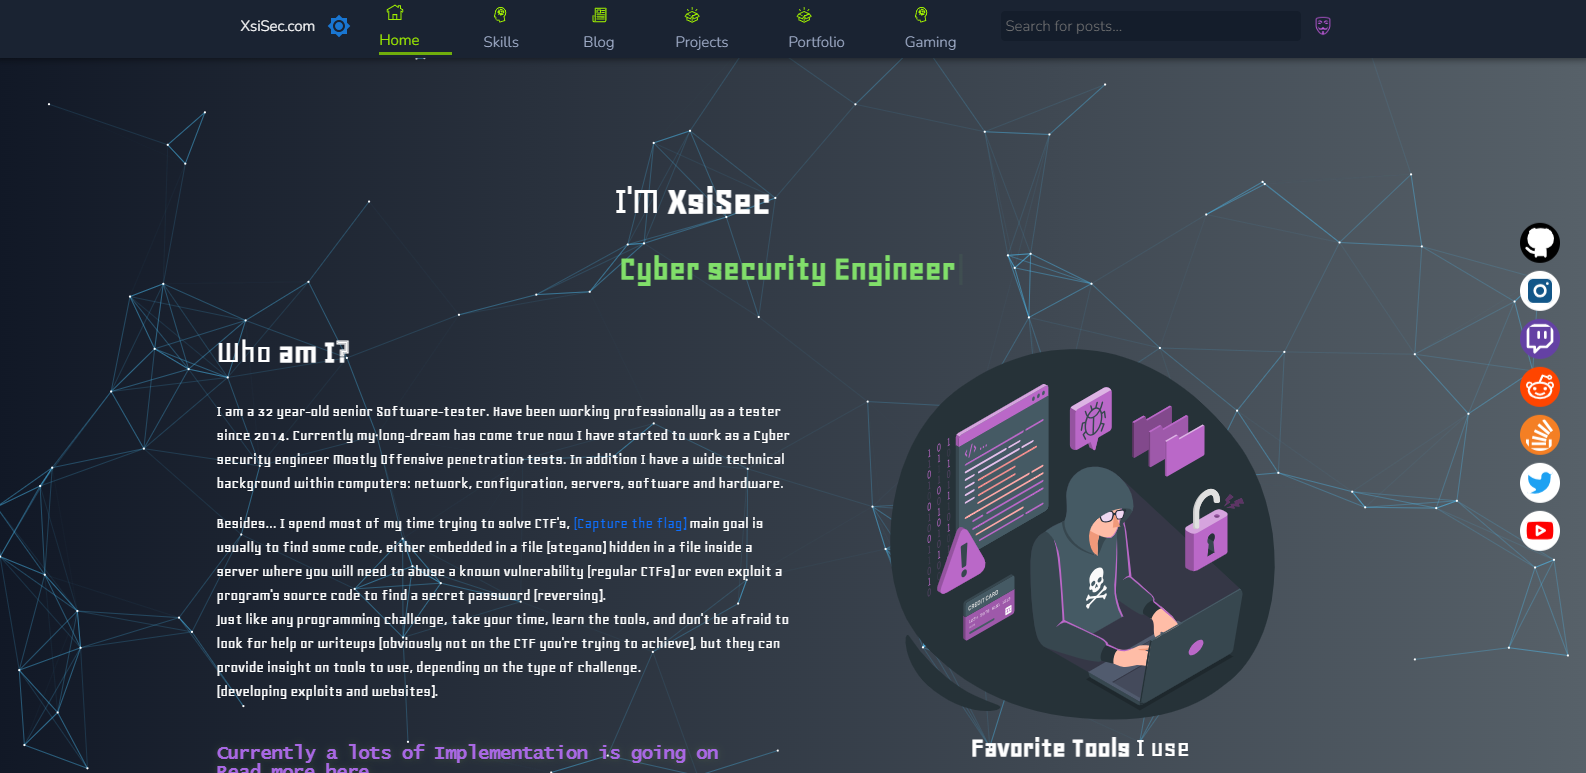 XsiSec.com
Home
Skills
Blog
Projects
Portfolio
Gaming
Search for posts...
I'M XsiSec
Cyber security Engineer
Who am I?
I am a 32 year-old senior Software-tester. Have been working professionally as a tester
since 2014. Currently my-long-dream has come true now I have started to work as a Cyber
security engineer Mostly Offensive penetration tests. In addition I have a wide technical
background within computers: network, configuration, servers, software and hardware.
Besides... I spend most of my time trying to solve CTF's, [Capture the flag] main goal is
usually to find some code, either embedded in a file [stegano] hidden in a file inside a
server where you will need to abuse a known vulnerability [regular CTFs] or even exploit a
program's source code to find a secret password [reversing].
Just like any programming challenge, take your time, learn the tools, and don't be afraid to
look for help or writeups [obviously not on the CTF you're trying to achieve], but they can
provide insight on tools to use, depending on the type of challenge.
[developing exploits and websites].
Currently a lots of Implementation is going on
Read more here
CREDIT CARD
Favorite Tools I use